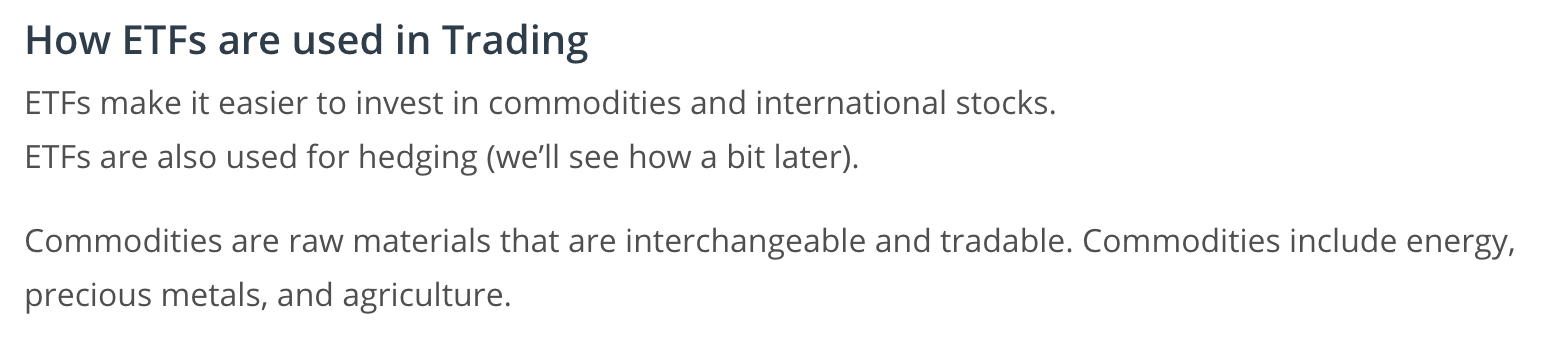 How ETFs are used in Trading
ETFs make it easier to invest in commodities and international stocks.
ETFs are also used for hedging (we’ll see how a bit later).
Commodities are raw materials that are interchangeable and tradable. Commodities include energy,
precious metals, and agriculture.